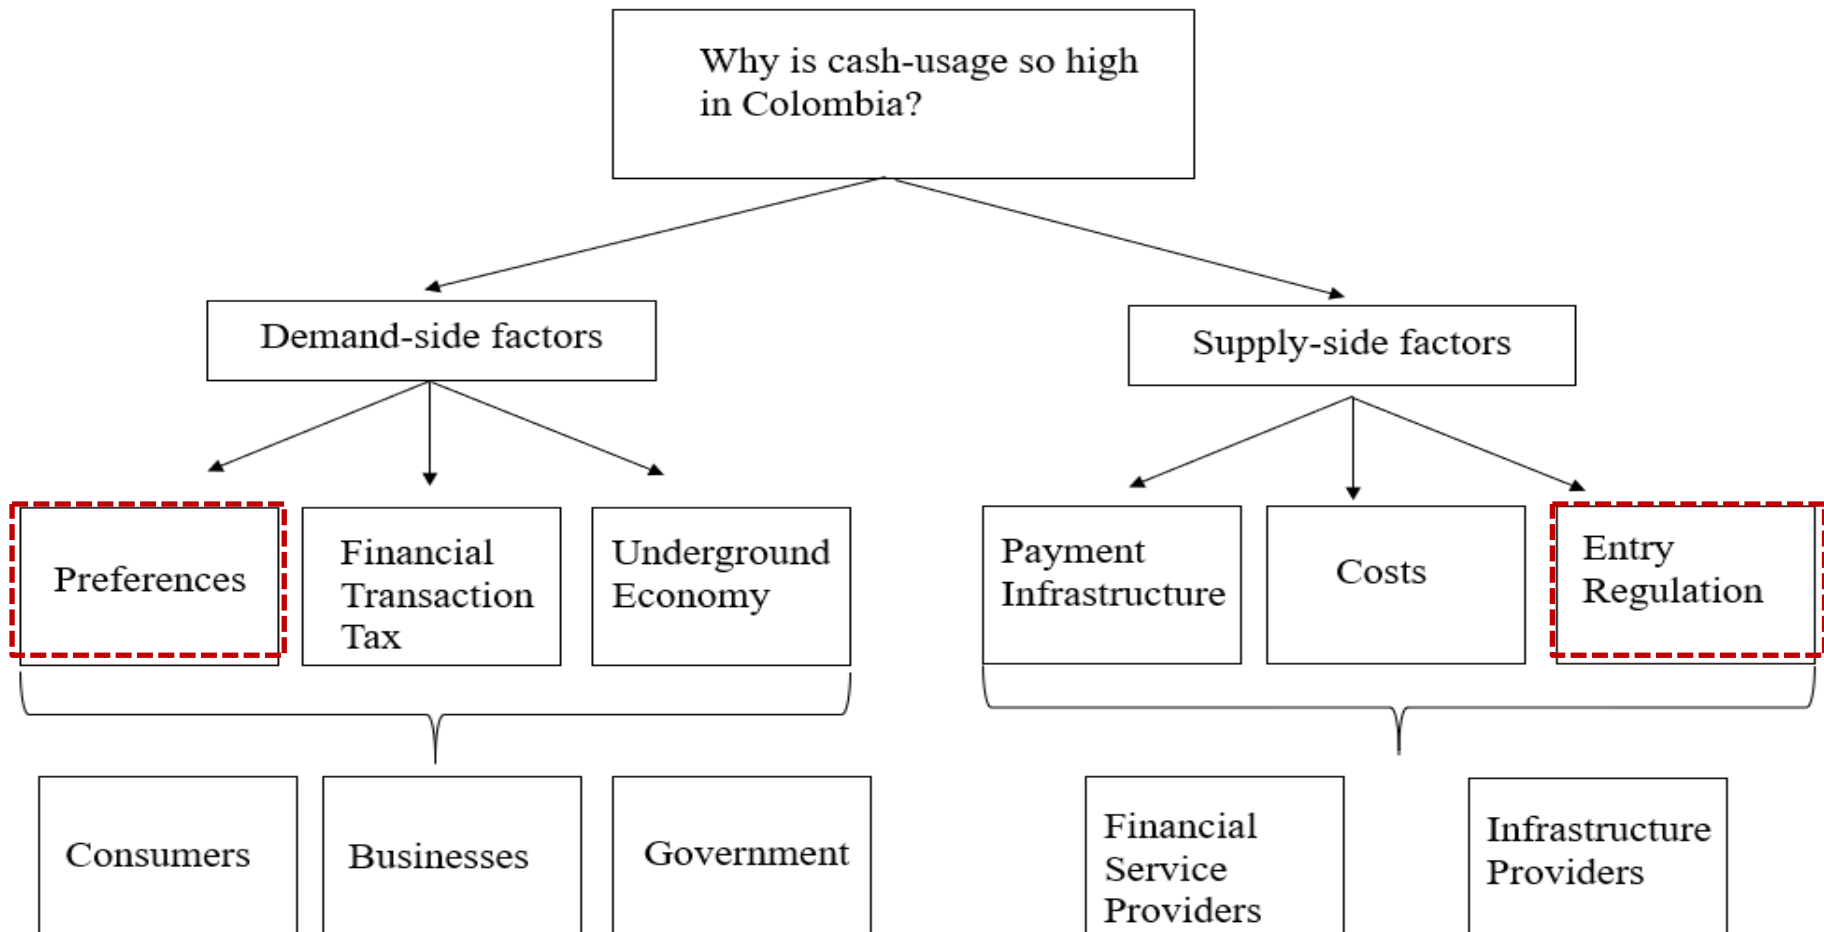 Why is cash-usage so high
in Colombia?
Demand-side factors
Supply-side factors
Preferences
Financial
Transaction
Tax
Underground
Economy
Payment
Infrastructure
Costs
Entry
Regulation
Consumers
Businesses
Government
Financial
Service
Providers
Infrastructure
Providers